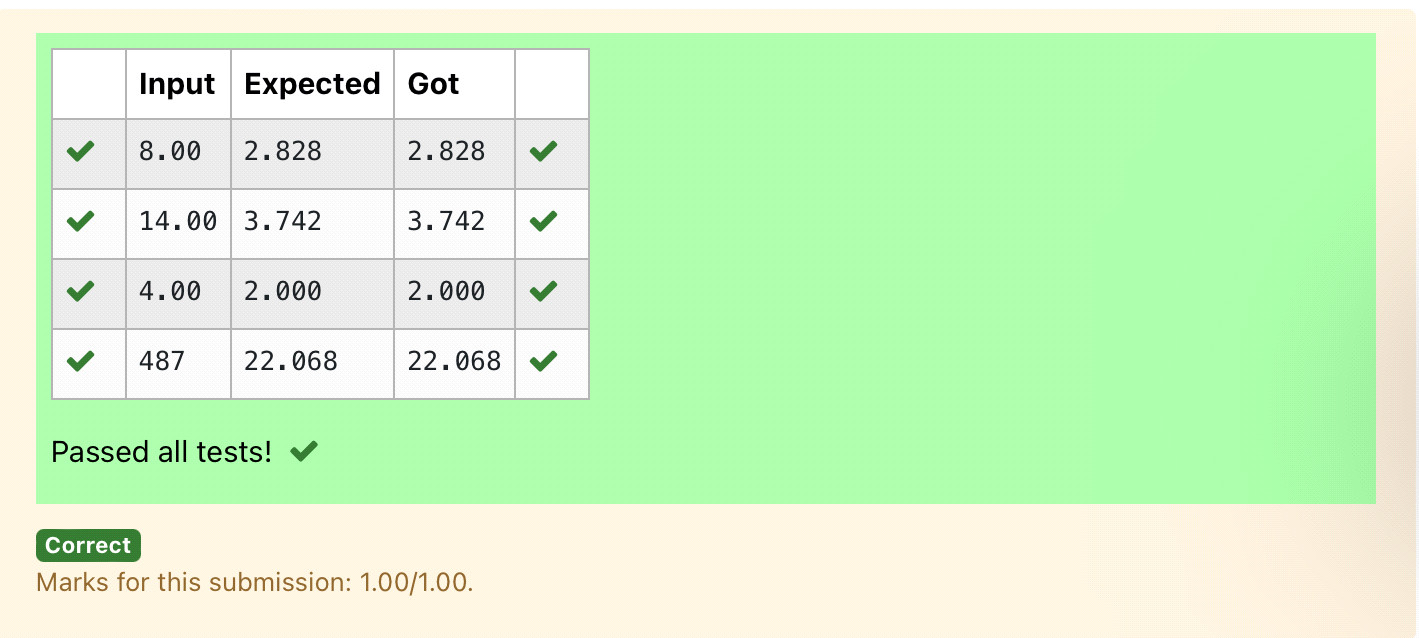 Input Expected Got
8.00 2.828 2.828
14.00 3.742 3.742
4.00 2.000 2.000
487 22.068 22.068
Passed all tests!
Correct
Marks for this submission: 1.00/1.00.